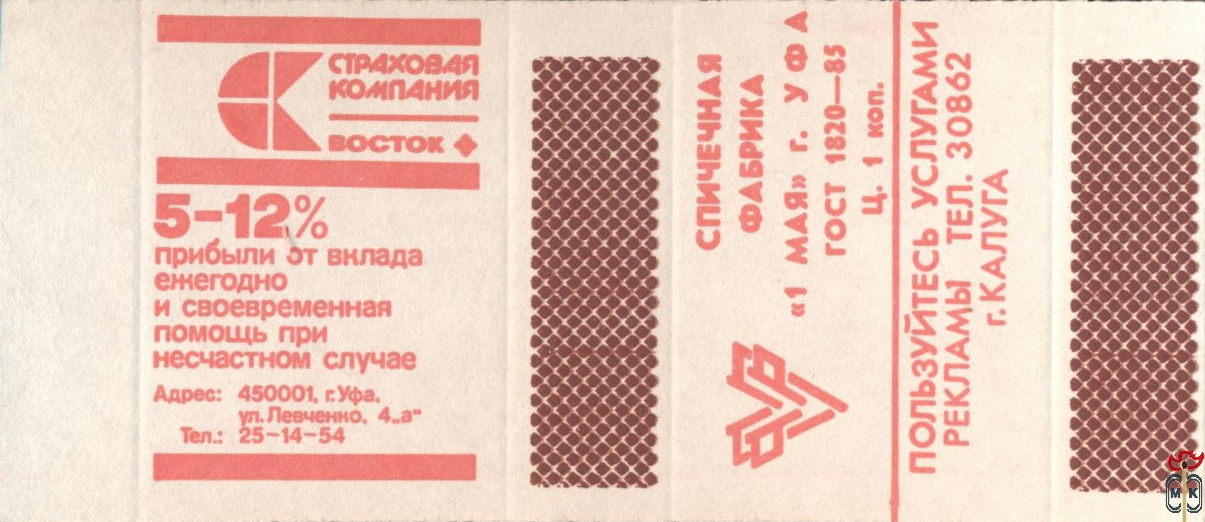 СТРАХОВАЯ
КОМПАНИЯ
ВОСТОК
5-12%
прибыли от вклада
ежегодно
и своевременная
помощь при
несчастном случае
Адрес: 450001, г.Уфа,
ул.Левченко, 4„а"
Тел.: 25-14-54
СПИЧЕЧНАЯ
ФАБРИКА
«1 МАЯ» г. УФА
ГОСТ 1820—85
Ц. 1 коп.
ПОЛЬЗУЙТЕСЬ УСЛУГАМИ
РЕКЛАМЫ ТЕЛ. 30862
г. КАЛУГА
МК